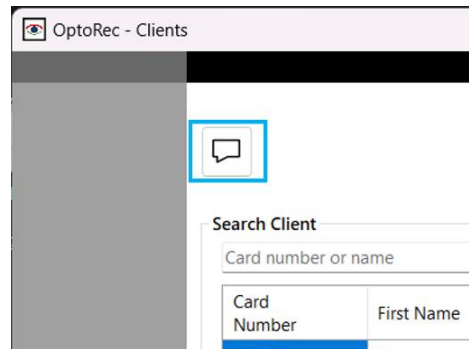 OptoRec - Clients
Search Client
Card number or name
Card
Number
First Name